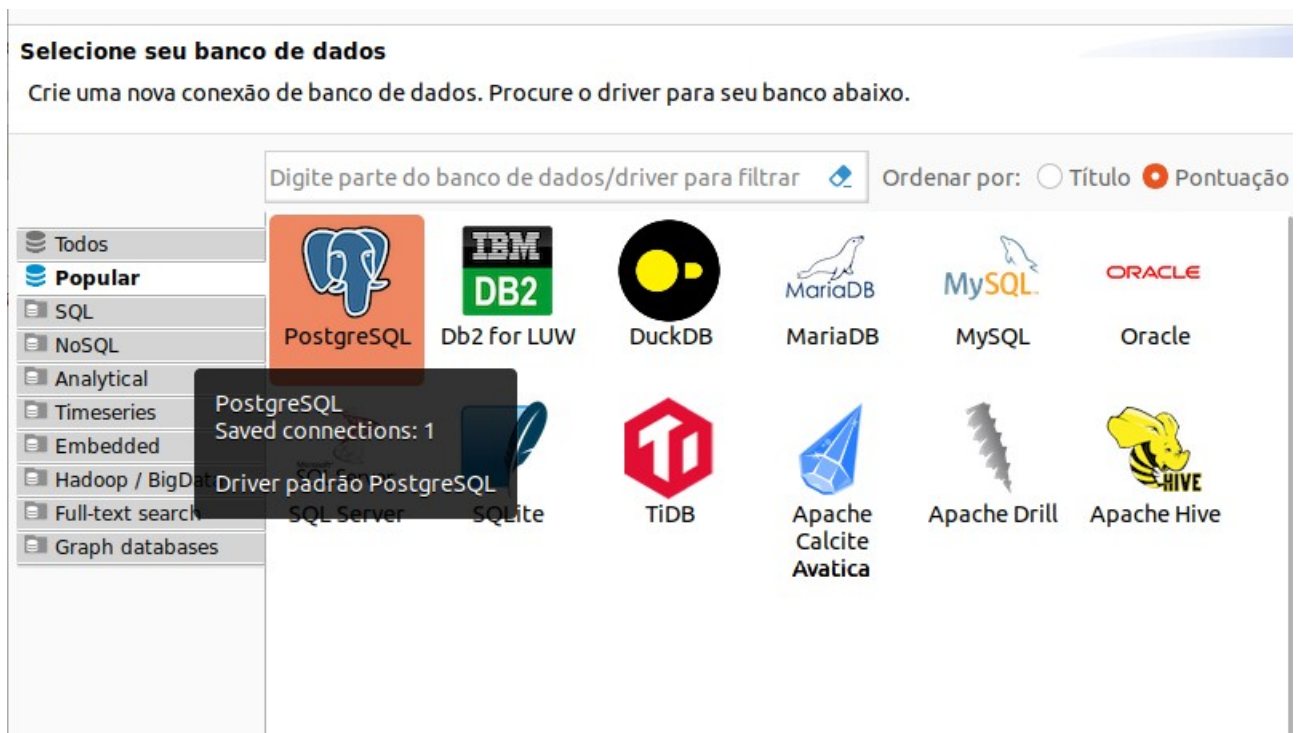 Selecione seu banco de dados
Crie uma nova conexão de banco de dados. Procure o driver para seu banco abaixo.
Digite parte do banco de dados/driver para filtrar
Ordenar por: Título Pontuação
Todos
Popular
SQL
NoSQL
Analytical
Timeseries
Embedded
Hadoop / BigData
Full-text search
Graph databases
IBM
DB2
MariaDB
MySQL
ORACLE
PostgreSQL Db2 for LUW DuckDB MariaDB MySQL Oracle
PostgreSQL
Saved connections: 1
Driver padrão PostgreSQL
SQL Server
HIVE
SQL Server SQLite TiDB Apache Drill Apache Hive
Apache
Calcite
Avatica